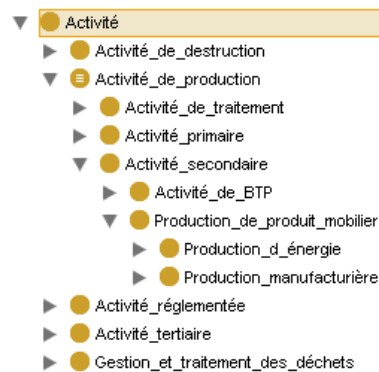 Activité
Activité_de_destruction
Activité_de_production
Activité_de_traitement
Activité_primaire
Activité_secondaire
Activité_de_BTP
Production_de_produit_mobilier
Production_d_énergie
Production_manufacturière
Activité_réglementée
Activité_tertiaire
Gestion_et_traitement_des_déchets